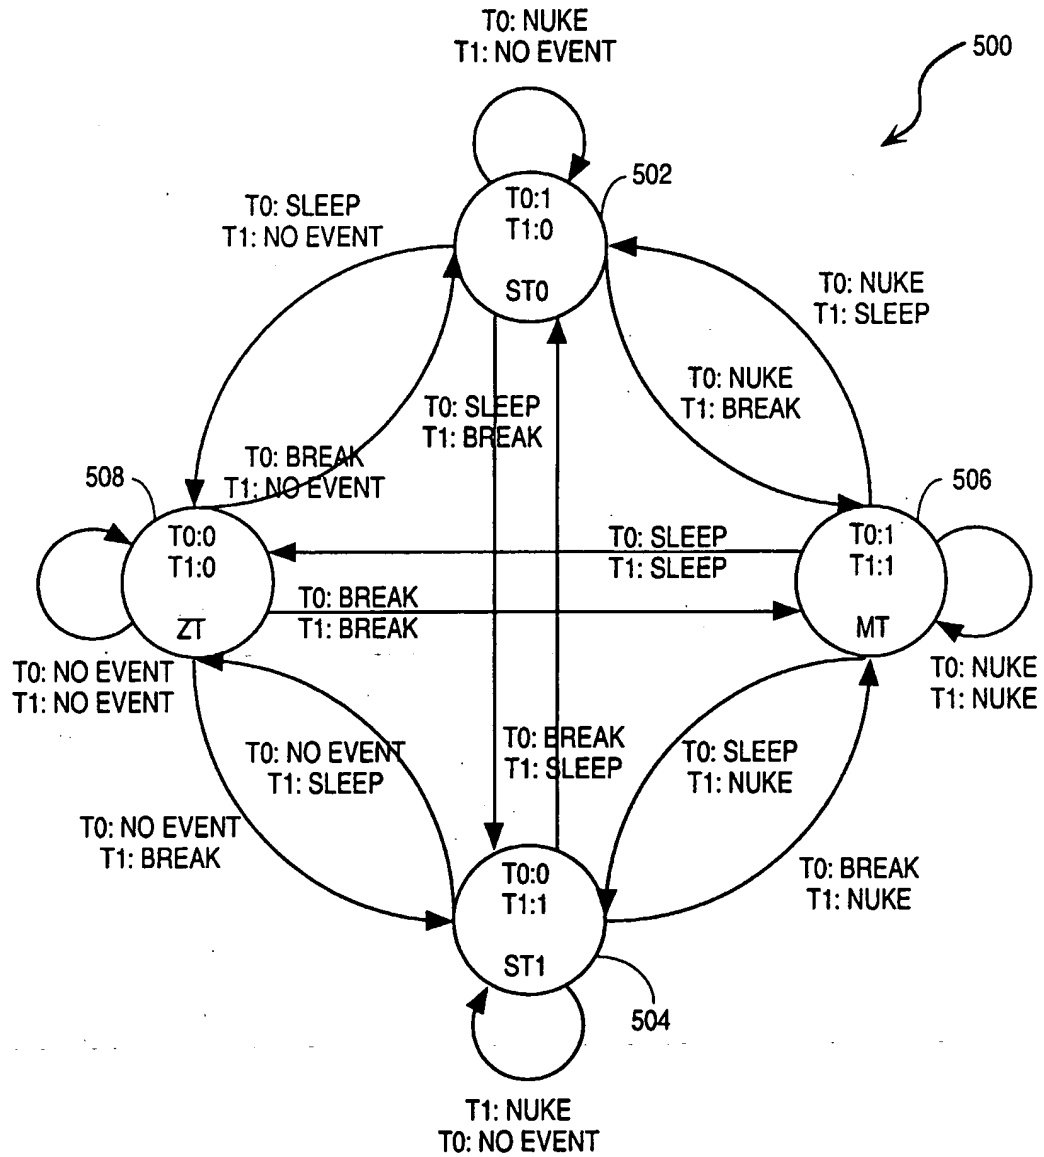 T0: NUKE
T1: NO EVENT
500
502
T0:1
T1:0
ST0
T0: SLEEP
T1: NO EVENT
T0: NUKE
T1: SLEEP
T0: NUKE
T1: BREAK
T0: SLEEP
T1: BREAK
T0: BREAK
T1: NO EVENT
508
506
T0:0
T1:0
ZT
T0:1
T1:1
MT
T0: SLEEP
T1: SLEEP
T0: BREAK
T1: BREAK
T0: NO EVENT
T1: NO EVENT
T0: NUKE
T1: NUKE
T0: NO EVENT
T1: SLEEP
T0: BREAK
T1: SLEEP
T0: SLEEP
T1: NUKE
T0: NO EVENT
T1: BREAK
T0: BREAK
T1: NUKE
T0:0
T1:1
ST1
504
T1: NUKE
T0: NO EVENT